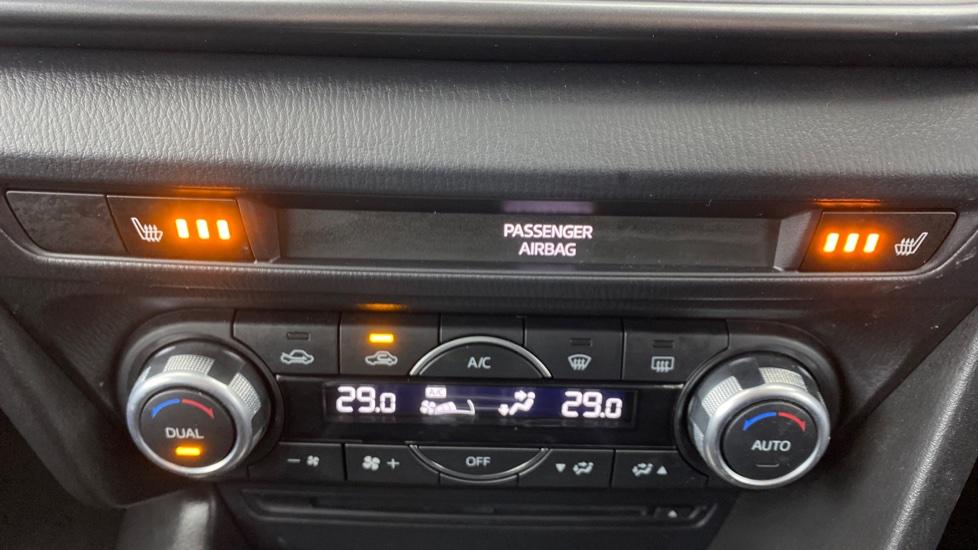 PASSENGER
AIRBAG
A/C
29.0
A/C
29.0
DUAL
AUTO
- +
OFF